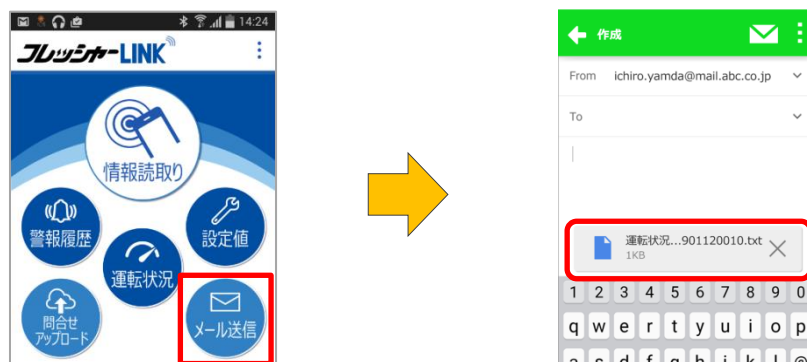 14:24
フレッシャーLINK
情報読取り
警報履歴
設定値
運転状況
問合せ
アップロード
メール送信
作成
From ichiro.yamda@mail.abc.co.jp
To
運転状況...901120010.txt
1KB
1 2 3 4 5 6 7 8 9 0
q w e r t y u i o p
a s d f g h j k l @